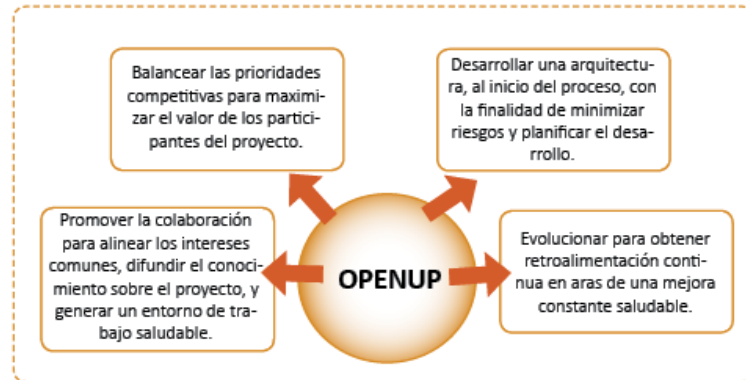 Balancear las prioridades
competitivas para maximi-
zar el valor de los partici-
pantes del proyecto.
Desarrollar una arquitectu-
ra, al inicio del proceso, con
la finalidad de minimizar
riesgos y planificar el desa-
rrollo.
Promover la colaboración
para alinear los intereses
comunes, difundir el conoci-
miento sobre el proyecto, y
generar un entorno de tra-
bajo saludable.
OPENUP
Evolucionar para obtener
retroalimentación conti-
nua en aras de una mejora
constante saludable.